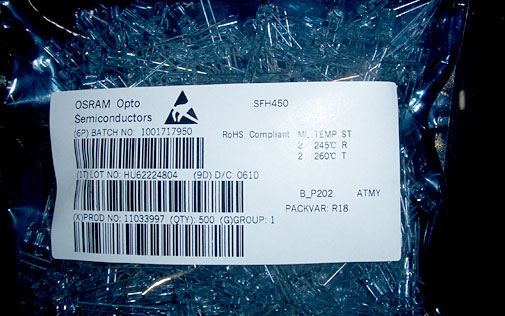 OSRAM Opto
Semiconductors
SFH450
(6P) BATCH NO: 1001717950
RoHS Compliant ML TEMP ST
2 245°C R
2 260°C T
(1T)LOT NO: HU62224804 (9D) D/C: 0610
B_P202 ATMY
PACKVAR: R18
(X)PROD NO: 11033997 (QTY): 500 (G)GROUP: 1